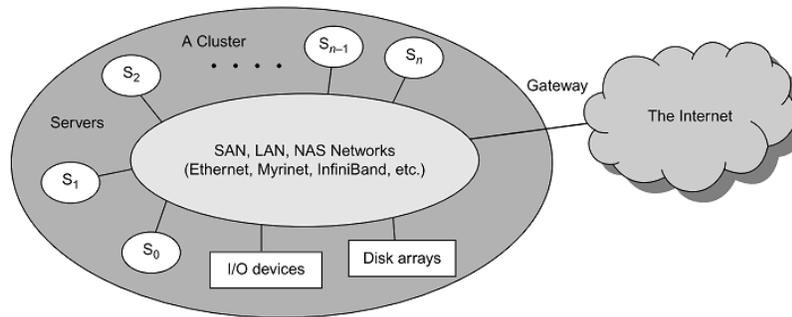 A Cluster
. . . .
Sn–1
Sn
S2
Gateway
The Internet
Servers
SAN, LAN, NAS Networks
(Ethernet, Myrinet, InfiniBand, etc.)
S1
S0
I/O devices
Disk arrays